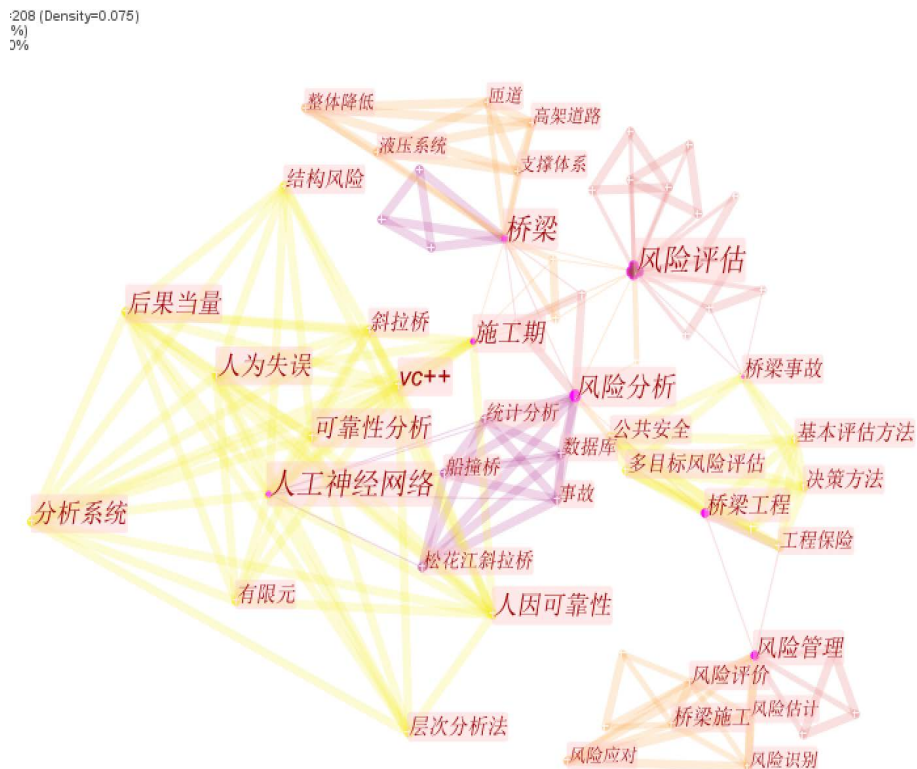 =208 (Density=0.075)
%)
0%
整体降低
匝道
高架道路
液压系统
支撑体系
结构风险
桥梁
风险评估
后果当量
斜拉桥
施工期
人为失误
vc++
桥梁事故
风险分析
统计分析
可靠性分析
公共安全
基本评估方法
数据库
船撞桥
多目标风险评估
人工神经网络
决策方法
事故
桥梁工程
分析系统
工程保险
松花江斜拉桥
有限元
人因可靠性
风险管理
风险评价
风险估计
桥梁施工
层次分析法
风险应对
风险识别